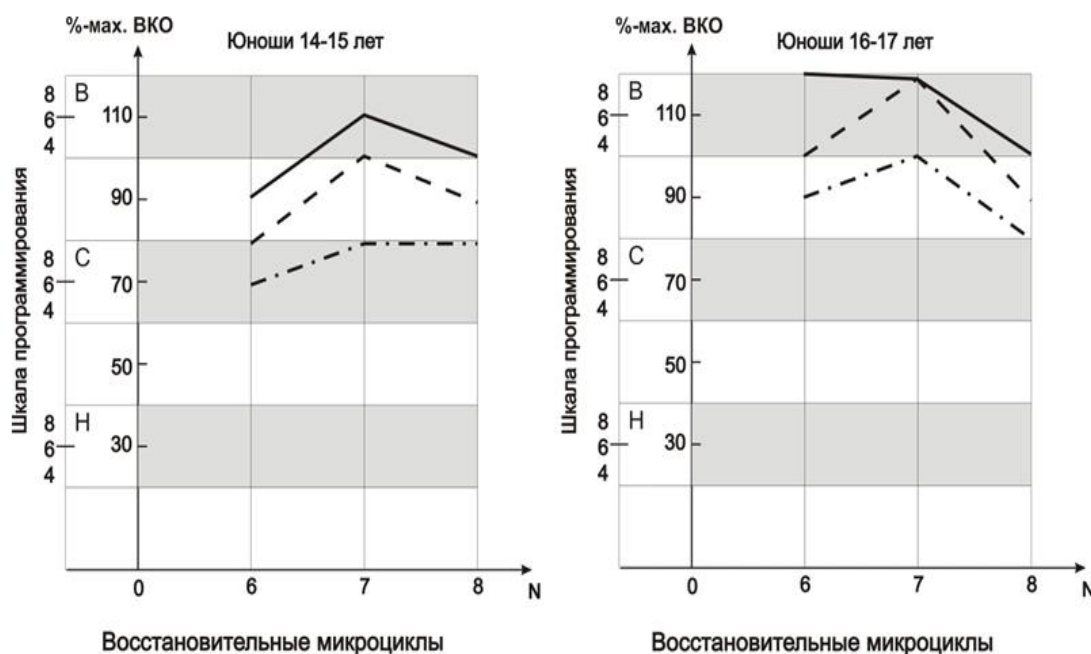 %-мах. ВКО
Юноши 14-15 лет
Шкала программирования
8
6
4
В
110
90
8
6
4
С
70
50
8
6
4
Н
30
0
6
7
8
N
Восстановительные микроциклы
%-мах. ВКО
Юноши 16-17 лет
Шкала программирования
8
6
4
В
110
90
8
6
4
С
70
50
8
6
4
Н
30
0
6
7
8
N
Восстановительные микроциклы